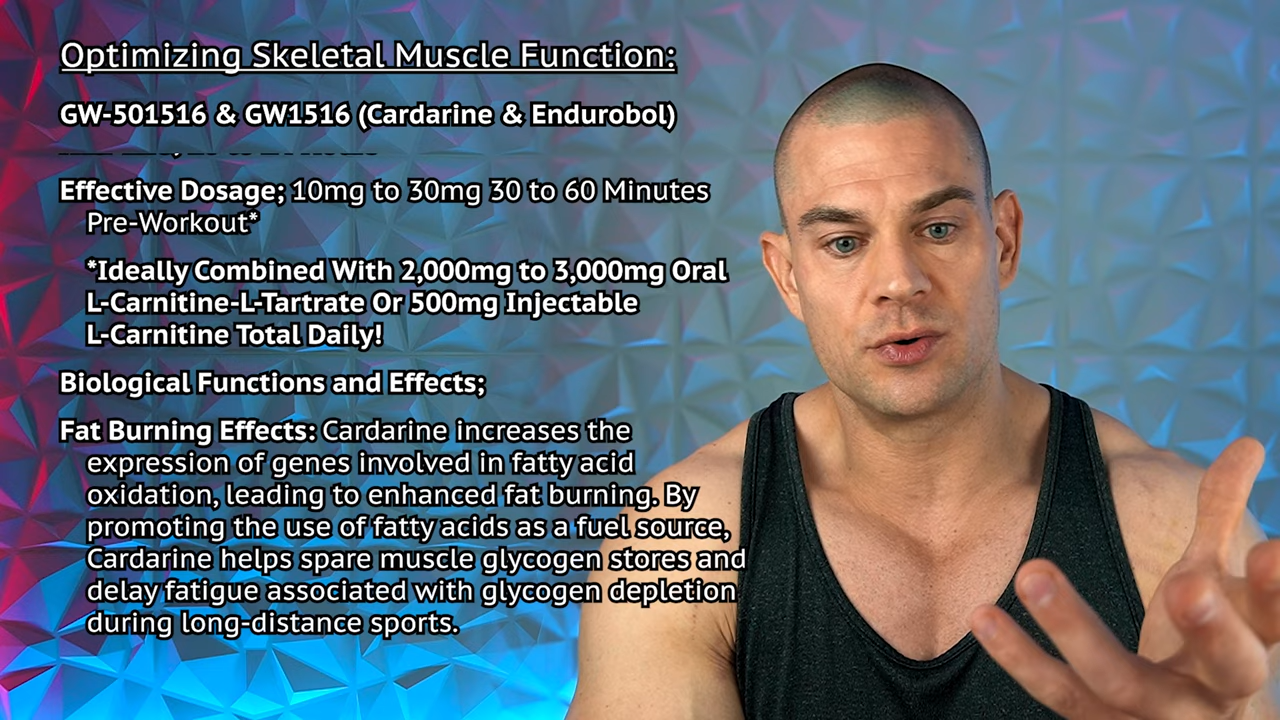 Optimizing Skeletal Muscle Function:
GW-501516 & GW1516 (Cardarine & Endurobol)
Effective Dosage; 10mg to 30mg 30 to 60 Minutes
Pre-Workout*
*Ideally Combined With 2,000mg to 3,000mg Oral
L-Carnitine-L-Tartrate Or 500mg Injectable
L-Carnitine Total Daily!
Biological Functions and Effects;
Fat Burning Effects: Cardarine increases the
expression of genes involved in fatty acid
oxidation, leading to enhanced fat burning. By
promoting the use of fatty acids as a fuel source,
Cardarine helps spare muscle glycogen stores and
delay fatigue associated with glycogen depletion
during long-distance sports.